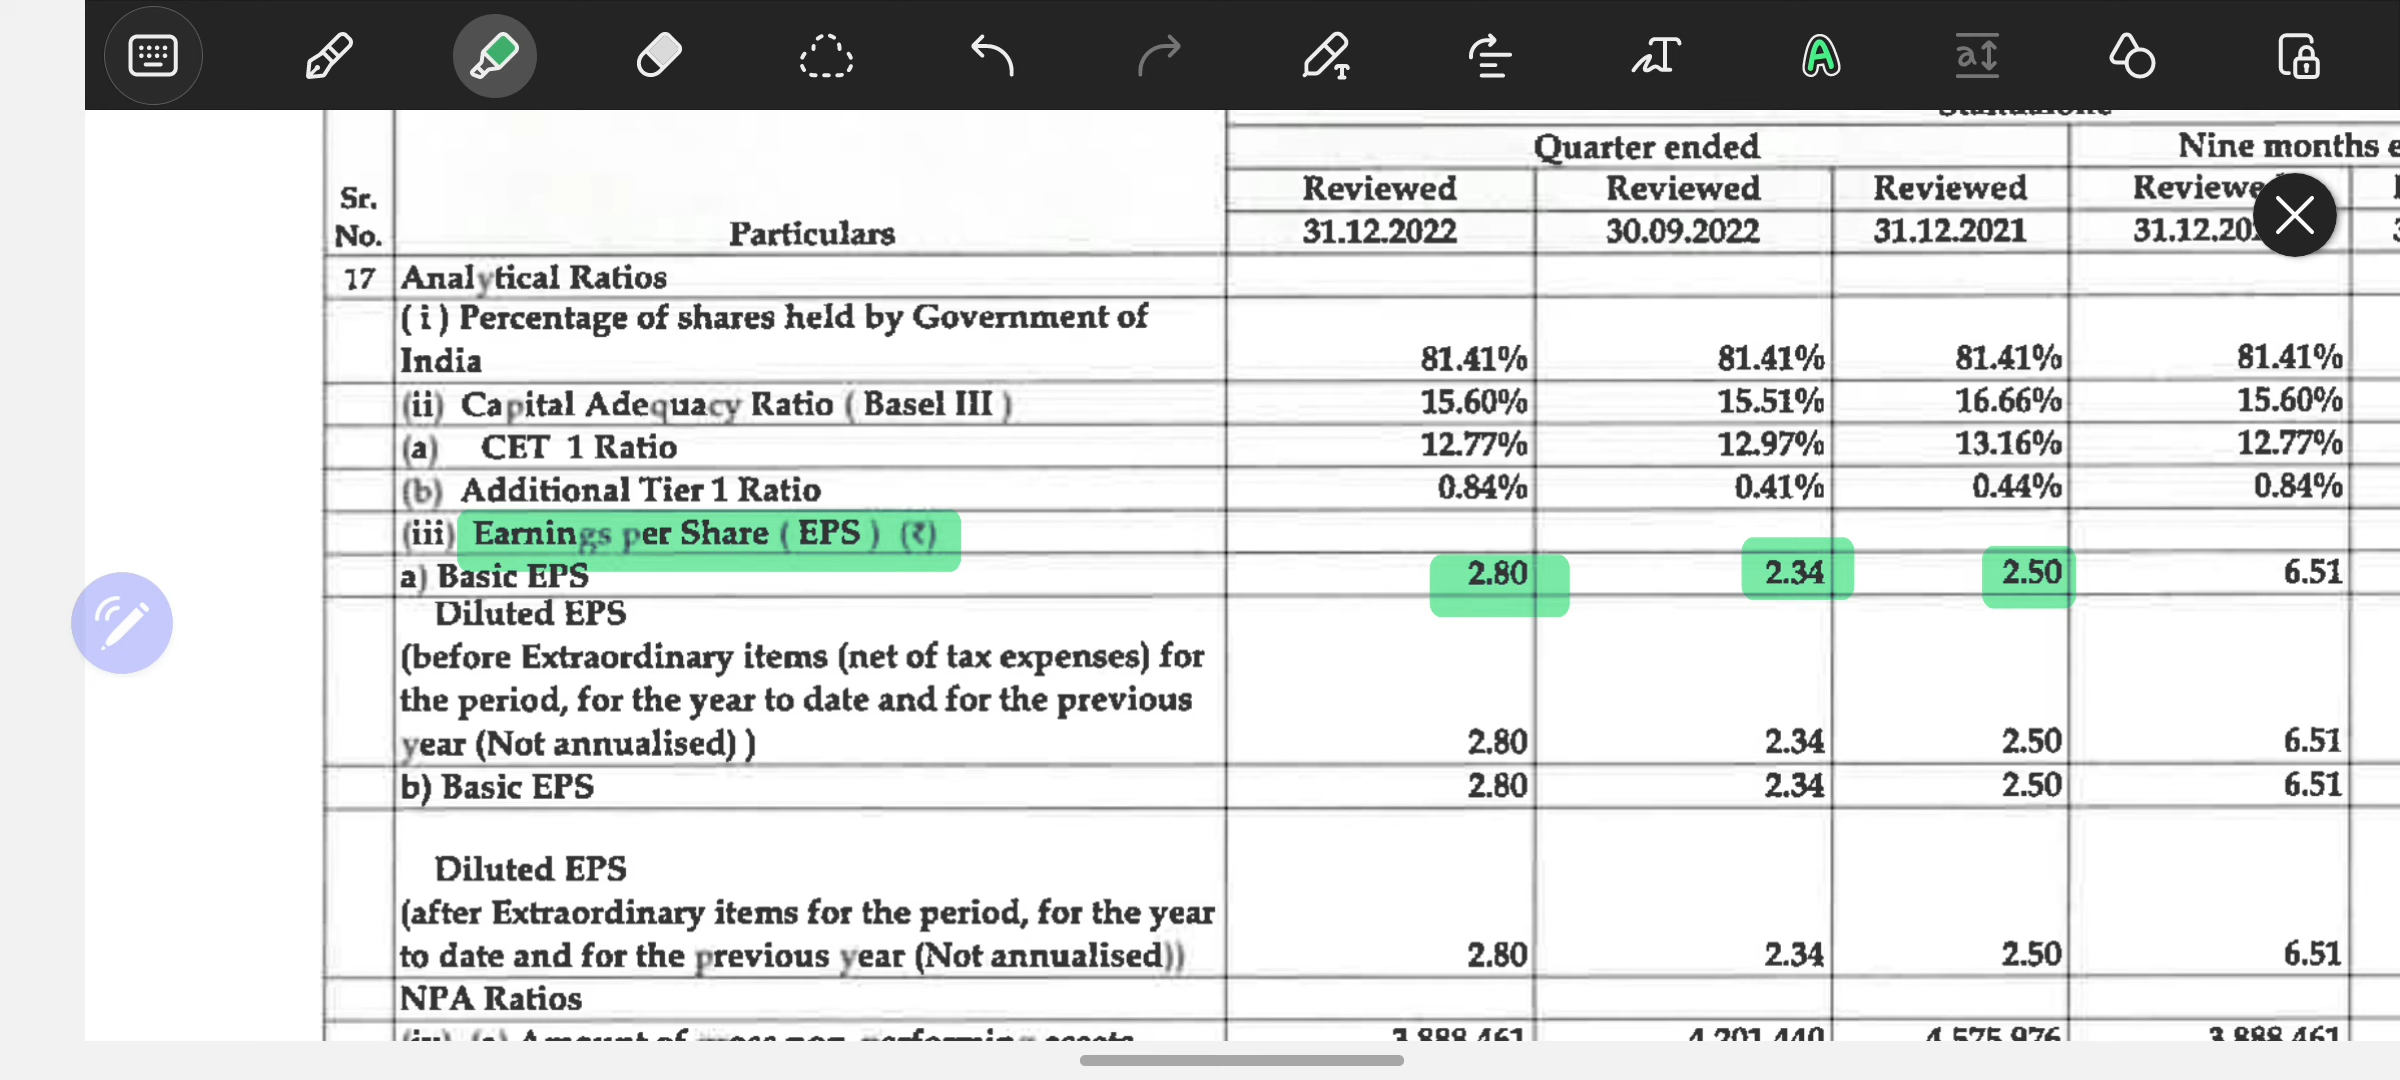 Quarter ended
Nine months e
Reviewed Reviewed Reviewed
31.12.2022 30.09.2022 31.12.2021
Sr.
No.
Particulars
17 Analytical Ratios
( i ) Percentage of shares held by Government of
India 81.41% 81.41% 81.41% 81.41%
(ii) Capital Adequacy Ratio ( Basel III ) 15.60% 15.51% 16.66% 15.60%
(a) CET 1 Ratio 12.77% 12.97% 13.16% 12.77%
(b) Additional Tier 1 Ratio 0.84% 0.41% 0.44% 0.84%
(iii) Earnings per Share ( EPS ) (₹)
a) Basic EPS 2.80 2.34 2.50 6.51
Diluted EPS
(before Extraordinary items (net of tax expenses) for
the period, for the year to date and for the previous
year (Not annualised) ) 2.80 2.34 2.50 6.51
b) Basic EPS 2.80 2.34 2.50 6.51
Diluted EPS
(after Extraordinary items for the period, for the year
to date and for the previous year (Not annualised)) 2.80 2.34 2.50 6.51
NPA Ratios